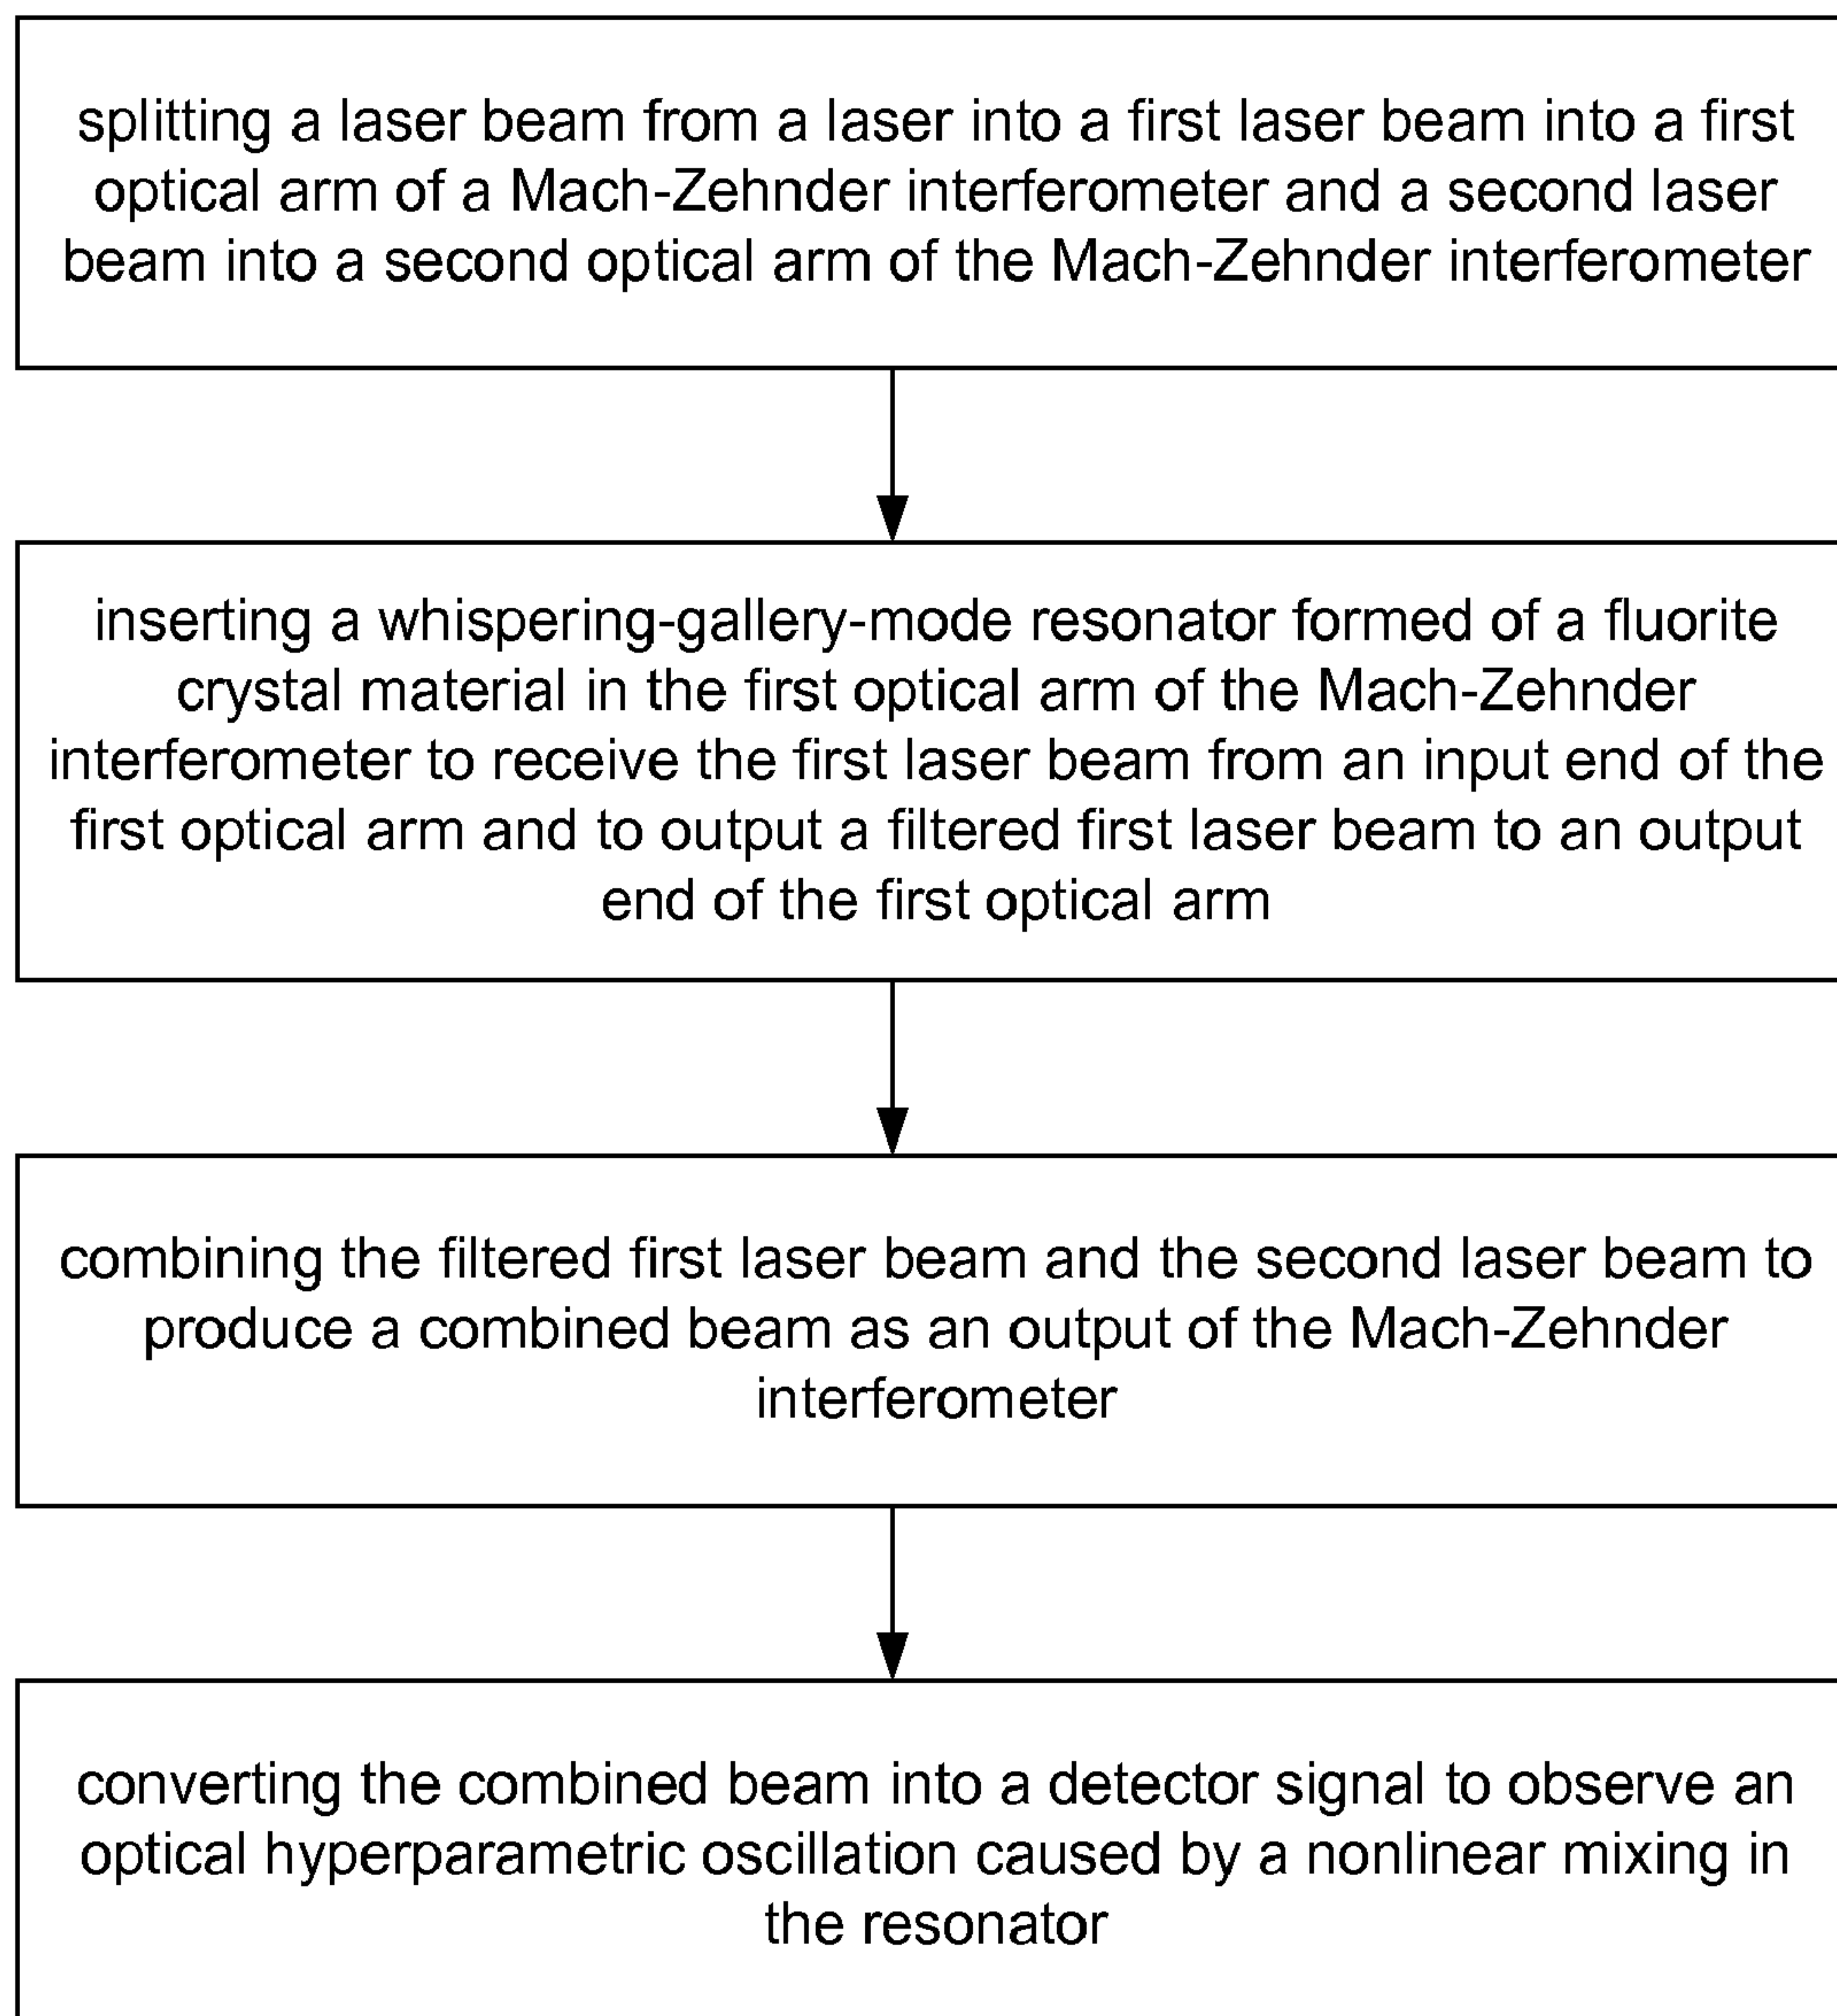 splitting a laser beam from a laser into a first laser beam into a first
optical arm of a Mach-Zehnder interferometer and a second laser
beam into a second optical arm of the Mach-Zehnder interferometer
inserting a whispering-gallery-mode resonator formed of a fluorite
crystal material in the first optical arm of the Mach-Zehnder
interferometer to receive the first laser beam from an input end of the
first optical arm and to output a filtered first laser beam to an output
end of the first optical arm
combining the filtered first laser beam and the second laser beam to
produce a combined beam as an output of the Mach-Zehnder
interferometer
converting the combined beam into a detector signal to observe an
optical hyperparametric oscillation caused by a nonlinear mixing in
the resonator